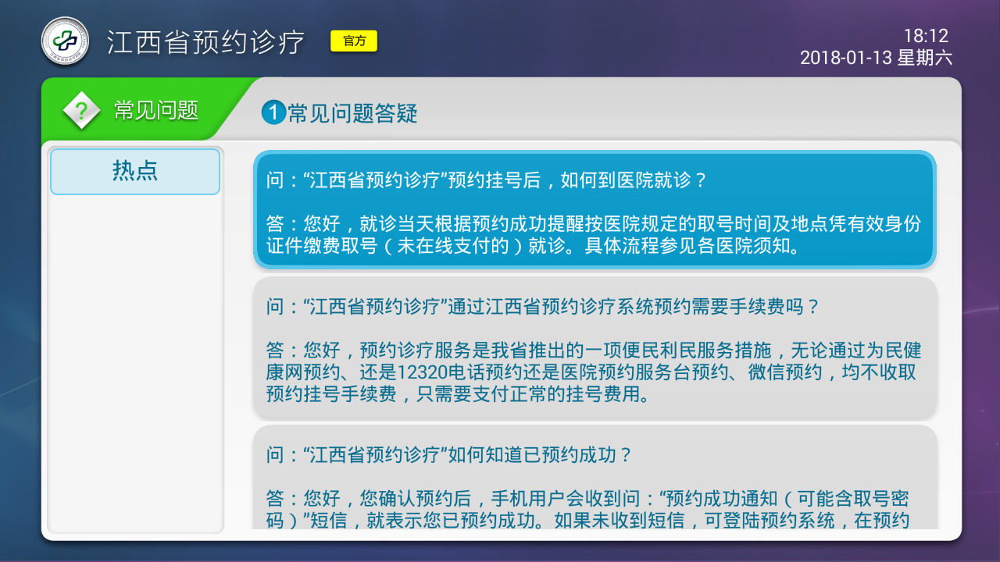 江西省预约诊疗
官方
18:12
2018-01-13 星期六
? 常见问题
1 常见问题答疑
热点
问：“江西省预约诊疗”预约挂号后，如何到医院就诊？
答：您好，就诊当天根据预约成功提醒按医院规定的取号时间及地点凭有效身份
证件缴费取号（未在线支付的）就诊。具体流程参见各医院须知。
问：“江西省预约诊疗”通过江西省预约诊疗系统预约需要手续费吗？
答：您好，预约诊疗服务是我省推出的一项便民利民服务措施，无论通过为民健
康网预约、还是12320电话预约还是医院预约服务台预约、微信预约，均不收取
预约挂号手续费，只需要支付正常的挂号费用。
问：“江西省预约诊疗”如何知道已预约成功？
答：您好，您确认预约后，手机用户会收到问：“预约成功通知（可能含取号密
码）”短信，就表示您已预约成功。如果未收到短信，可登陆预约系统，在预约